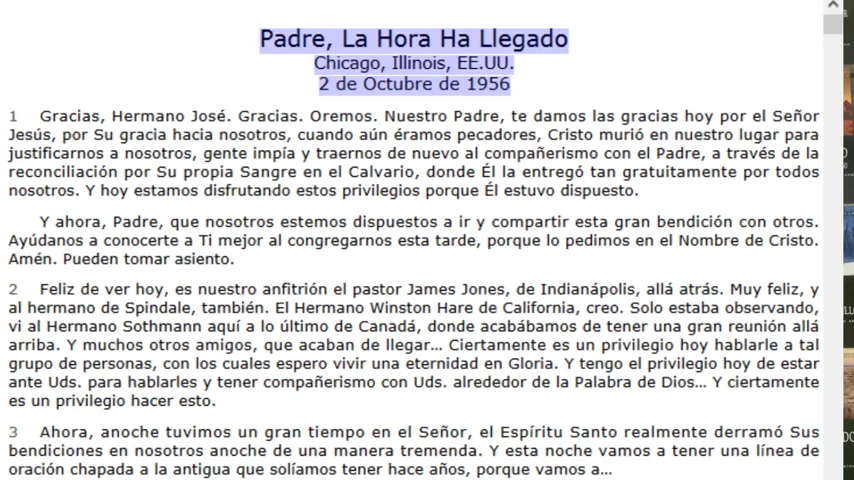 Padre, La Hora Ha Llegado
Chicago, Illinois, EE.UU.
2 de Octubre de 1956
1 Gracias, Hermano José. Gracias. Oremos. Nuestro Padre, te damos las gracias hoy por el Señor
Jesús, por Su gracia hacia nosotros, cuando aún éramos pecadores, Cristo murió en nuestro lugar para
justificarnos a nosotros, gente impía y traernos de nuevo al compañerismo con el Padre, a través de la
reconciliación por Su propia Sangre en el Calvario, donde Él la entregó tan gratuitamente por todos
nosotros. Y hoy estamos disfrutando estos privilegios porque Él estuvo dispuesto.
Y ahora, Padre, que nosotros estemos dispuestos a ir y compartir esta gran bendición con otros.
Ayúdanos a conocerte a Ti mejor al congregarnos esta tarde, porque lo pedimos en el Nombre de Cristo.
Amén. Pueden tomar asiento.
2 Feliz de ver hoy, es nuestro anfitrión el pastor James Jones, de Indianápolis, allá atrás. Muy feliz, y
al hermano de Spindale, también. El Hermano Winston Hare de California, creo. Solo estaba observando,
vi al Hermano Sothmann aquí a lo último de Canadá, donde acabábamos de tener una gran reunión allá
arriba. Y muchos otros amigos, que acaban de llegar... Ciertamente es un privilegio hoy hablarle a tal
grupo de personas, con los cuales espero vivir una eternidad en Gloria. Y tengo el privilegio hoy de estar
ante Uds. para hablarles y tener compañerismo con Uds. alrededor de la Palabra de Dios... Y ciertamente
es un privilegio hacer esto.
3 Ahora, anoche tuvimos un gran tiempo en el Señor, el Espíritu Santo realmente derramó Sus
bendiciones en nosotros anoche de una manera tremenda. Y esta noche vamos a tener una línea de
oración chapada a la antigua que solíamos tener hace años, porque vamos a...